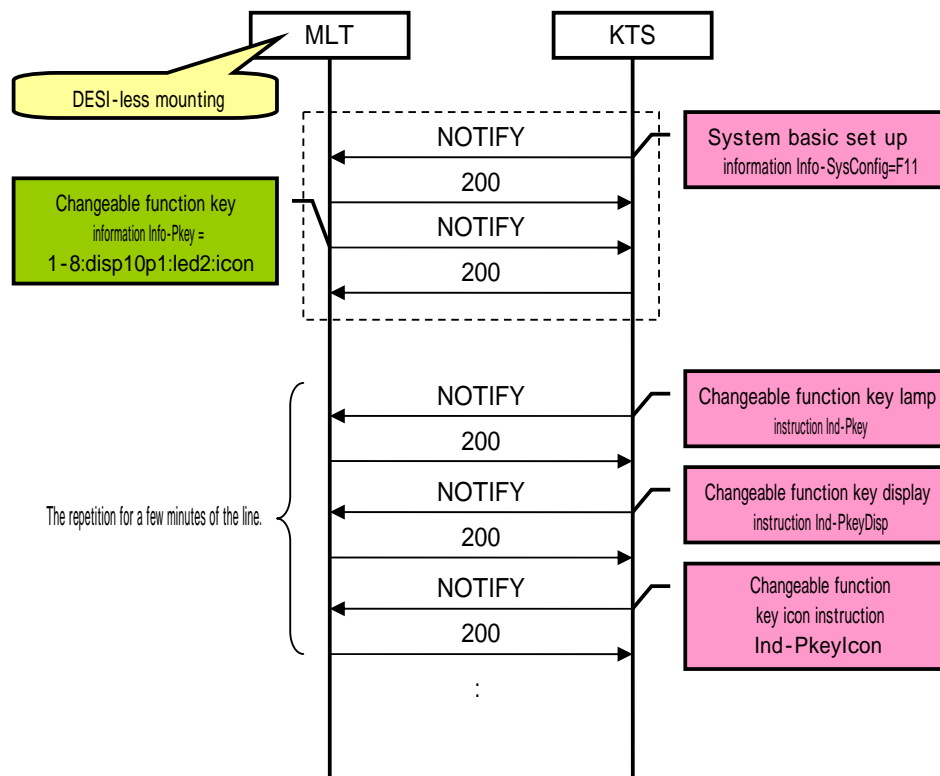 MLT
KTS
DESI-less mounting
NOTIFY
System basic set up
information Info-SysConfig=F11
200
Changeable function key
information Info-Pkey =
1-8:disp10p1:led2:icon
NOTIFY
200
NOTIFY
Changeable function key lamp
instruction Ind-Pkey
200
NOTIFY
Changeable function key display
instruction Ind-PkeyDisp
The repetition for a few minutes of the line.
200
NOTIFY
Changeable function
key icon instruction
Ind-PkeyIcon
200
: